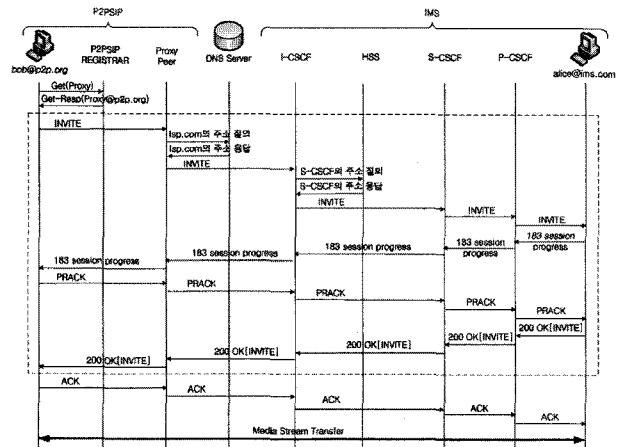 P2PSIP
IMS
bob@p2p.org
P2PSIP
REGISTRAR
Proxy
Peer
DNS Server
I-CSCF
HSS
S-CSCF
P-CSCF
alice@ims.com
Get(Proxy)
Get-Resp(Proxy@p2p.org)
INVITE
isp.com의 주소 질의
isp.com의 주소 응답
INVITE
S-CSCF의 주소 질의
S-CSCF의 주소 응답
INVITE
INVITE
INVITE
183 session
progress
183 session
progress
183 session progress
183 session progress
183 session progress
PRACK
PRACK
PRACK
PRACK
PRACK
200 OK[INVITE]
200 OK[INVITE]
200 OK[INVITE]
200 OK[INVITE]
200 OK[INVITE]
ACK
ACK
ACK
ACK
ACK
Media Stream Transfer